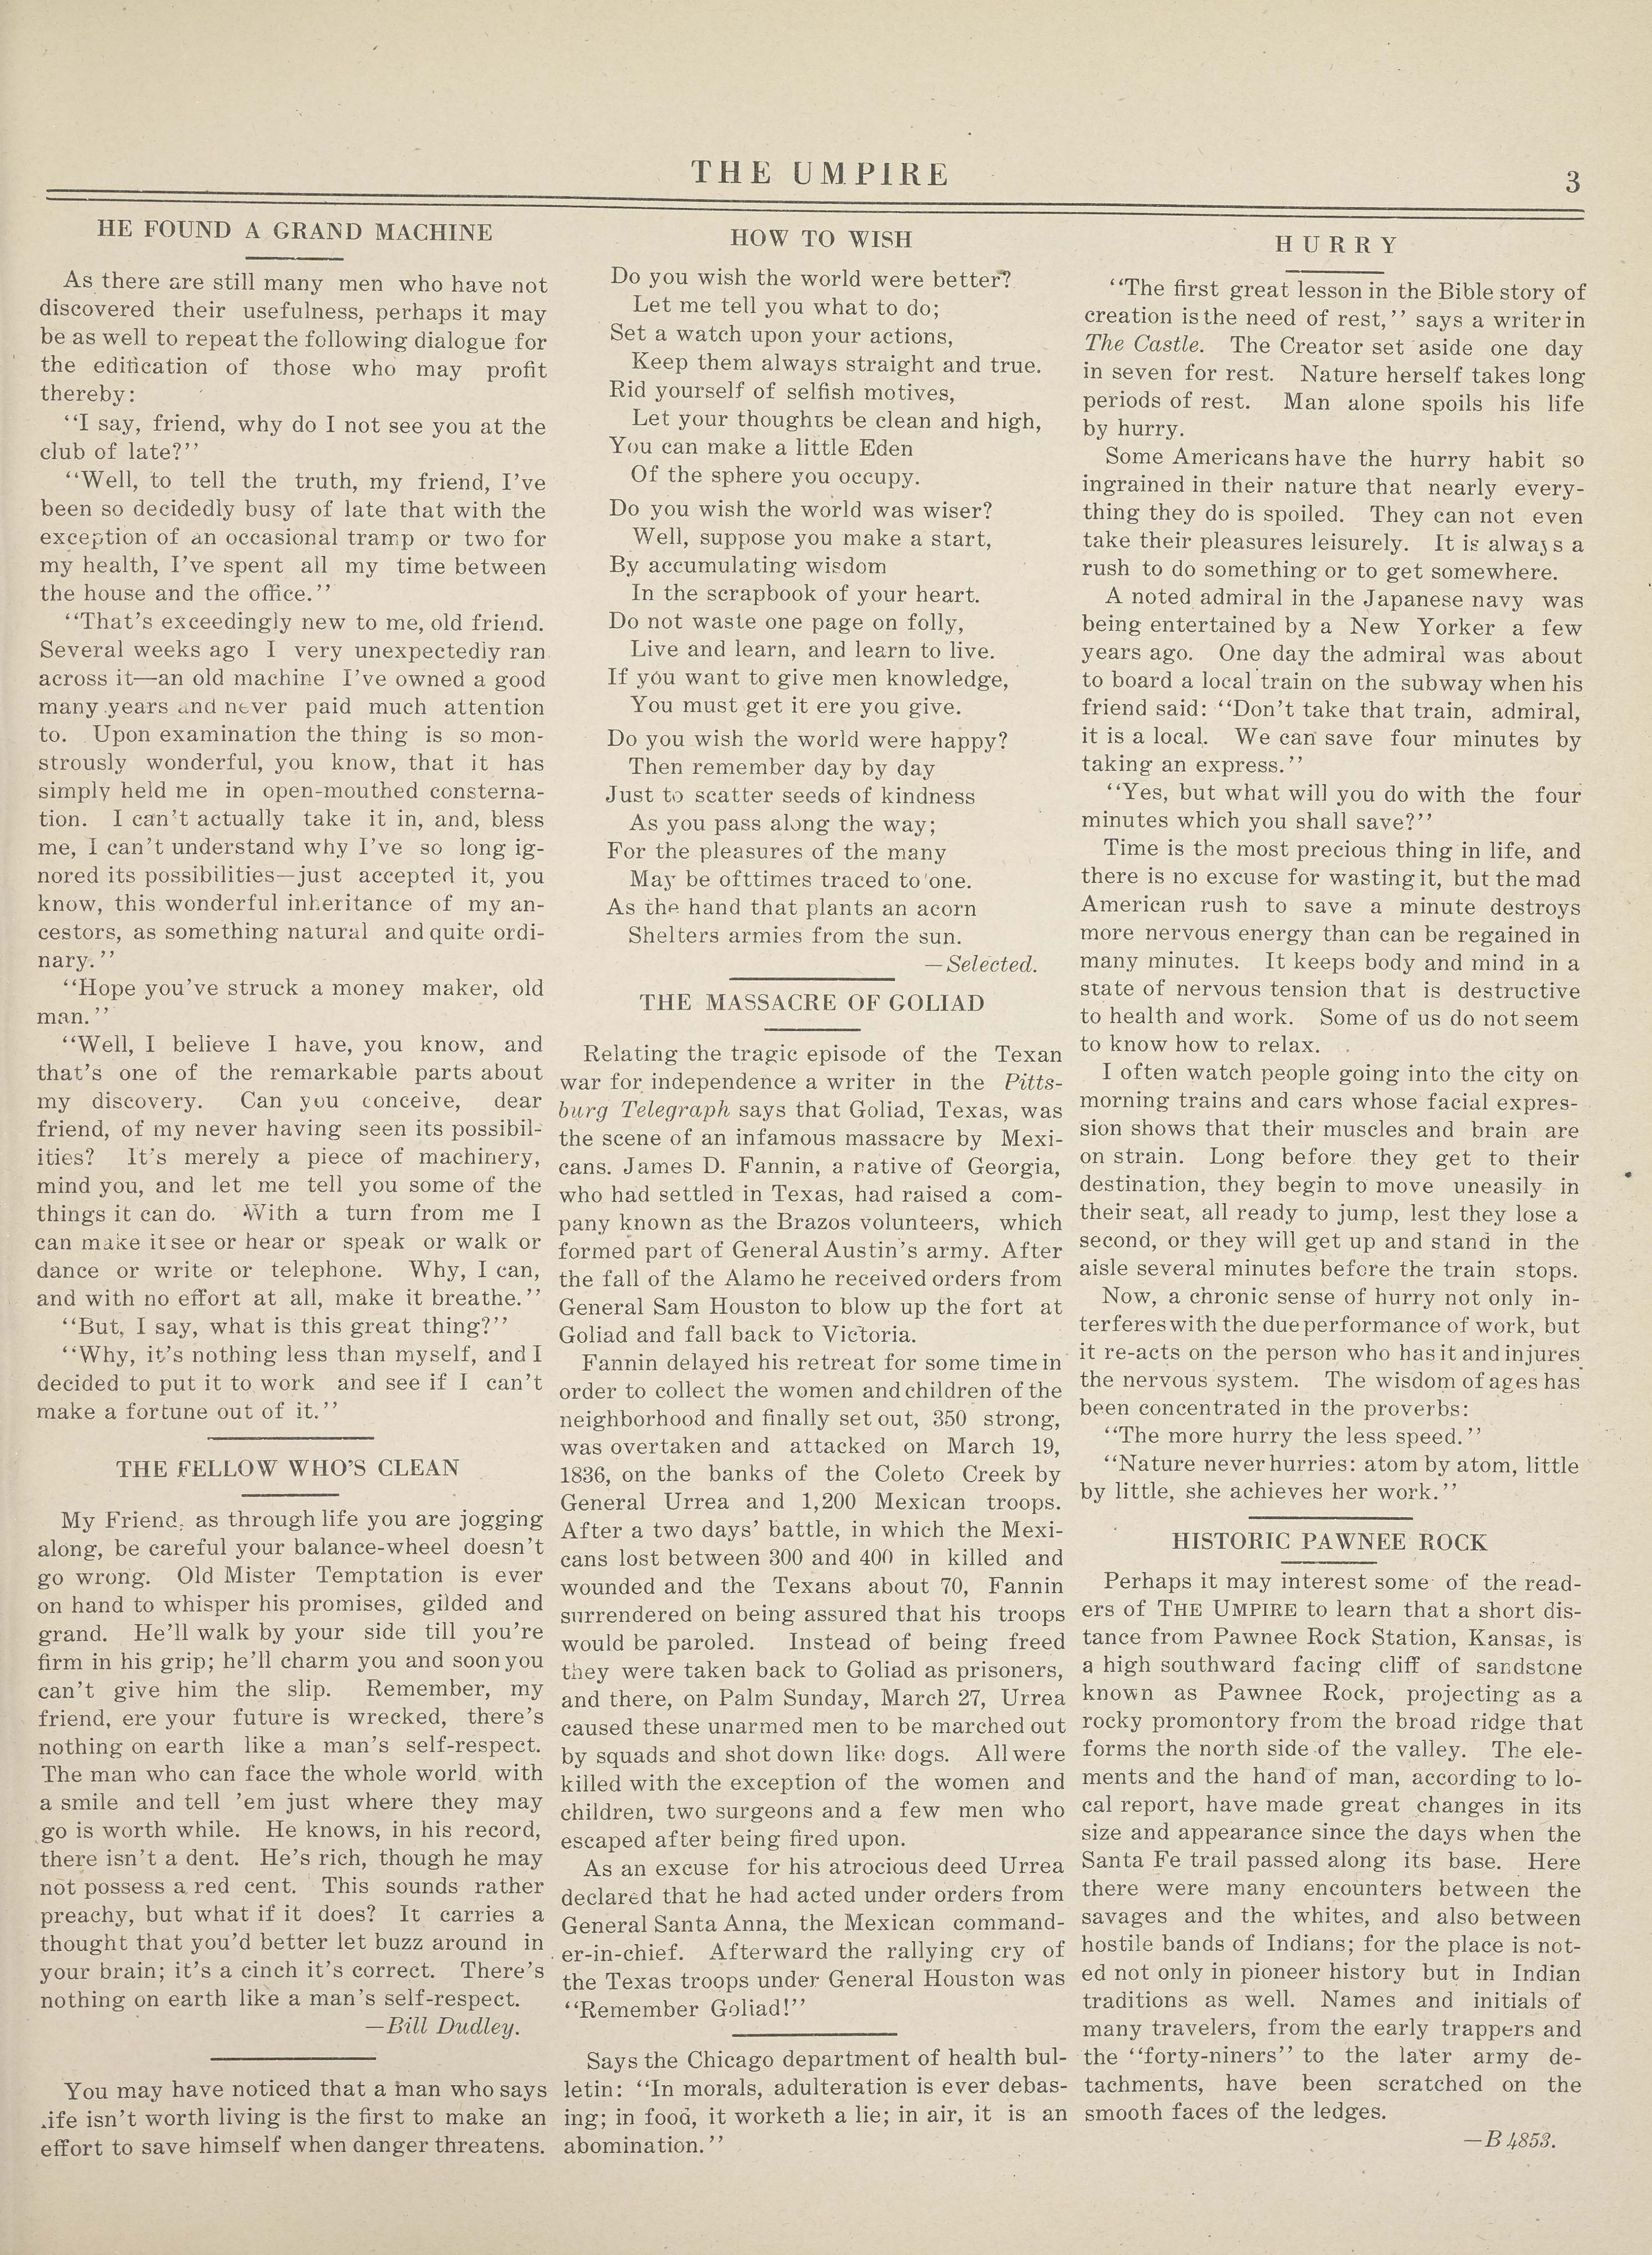 THE UMPIRE
3
HE FOUND A GRAND MACHINE
As there are still many men who have not
discovered their usefulness, perhaps it may
be as well to repeat the following dialogue for
the edification of those who may profit
thereby:
‘‘I say, friend, why do I not see you at the
club of late?’’
‘‘Well, to tell the truth, my friend, I’ve
been so decidedly busy of late that with the
exception of an occasional tramp or two for
my health, I’ve spent all my time between
the house and the office.’’
‘‘That’s exceedingly new to me, old friend.
Several weeks ago I very unexpectedly ran
across it—an old machine I’ve owned a good
many years and never paid much attention
to. Upon examination the thing is so mon-
strously wonderful, you know, that it has
simply held me in open-mouthed consterna-
tion. I can’t actually take it in, and, bless
me, I can’t understand why I’ve so long ig-
nored its possibilities—just accepted it, you
know, this wonderful inheritance of my an-
cestors, as something natural and quite ordi-
nary.’’
‘‘Hope you’ve struck a money maker, old
man.’’
‘‘Well, I believe I have, you know, and
that’s one of the remarkable parts about
my discovery. Can you conceive, dear
friend, of my never having seen its possibil-
ities? It’s merely a piece of machinery,
mind you, and let me tell you some of the
things it can do. With a turn from me I
can make it see or hear or speak or walk or
dance or write or telephone. Why, I can,
and with no effort at all, make it breathe.’’
‘‘But, I say, what is this great thing?’’
‘‘Why, it’s nothing less than myself, and I
decided to put it to work and see if I can’t
make a fortune out of it.’’
THE FELLOW WHO’S CLEAN
My Friend, as through life you are jogging
along, be careful your balance-wheel doesn’t
go wrong. Old Mister Temptation is ever
on hand to whisper his promises, gilded and
grand. He’ll walk by your side till you’re
firm in his grip; he’ll charm you and soon you
can’t give him the slip. Remember, my
friend, ere your future is wrecked, there’s
nothing on earth like a man’s self-respect.
The man who can face the whole world with
a smile and tell ’em just where they may
go is worth while. He knows, in his record,
there isn’t a dent. He’s rich, though he may
not possess a red cent. This sounds rather
preachy, but what if it does? It carries a
thought that you’d better let buzz around in
your brain; it’s a cinch it’s correct. There’s
nothing on earth like a man’s self-respect.
—Bill Dudley.
You may have noticed that a man who says
life isn’t worth living is the first to make an
effort to save himself when danger threatens.
HOW TO WISH
Do you wish the world were better?
Let me tell you what to do;
Set a watch upon your actions,
Keep them always straight and true.
Rid yourself of selfish motives,
Let your thoughts be clean and high,
You can make a little Eden
Of the sphere you occupy.
Do you wish the world was wiser?
Well, suppose you make a start,
By accumulating wisdom
In the scrapbook of your heart.
Do not waste one page on folly,
Live and learn, and learn to live.
If you want to give men knowledge,
You must get it ere you give.
Do you wish the world were happy?
Then remember day by day
Just to scatter seeds of kindness
As you pass along the way;
For the pleasures of the many
May be ofttimes traced to one.
As the hand that plants an acorn
Shelters armies from the sun.
—Selected.
THE MASSACRE OF GOLIAD
Relating the tragic episode of the Texan
war for independence a writer in the Pitts-
burg Telegraph says that Goliad, Texas, was
the scene of an infamous massacre by Mexi-
cans. James D. Fannin, a native of Georgia,
who had settled in Texas, had raised a com-
pany known as the Brazos volunteers, which
formed part of General Austin’s army. After
the fall of the Alamo he received orders from
General Sam Houston to blow up the fort at
Goliad and fall back to Victoria.
Fannin delayed his retreat for some time in
order to collect the women and children of the
neighborhood and finally set out, 350 strong,
was overtaken and attacked on March 19,
1836, on the banks of the Coleto Creek by
General Urrea and 1,200 Mexican troops.
After a two days’ battle, in which the Mexi-
cans lost between 300 and 400 in killed and
wounded and the Texans about 70, Fannin
surrendered on being assured that his troops
would be paroled. Instead of being freed
they were taken back to Goliad as prisoners,
and there, on Palm Sunday, March 27, Urrea
caused these unarmed men to be marched out
by squads and shot down like dogs. All were
killed with the exception of the women and
children, two surgeons and a few men who
escaped after being fired upon.
As an excuse for his atrocious deed Urrea
declared that he had acted under orders from
General Santa Anna, the Mexican command-
er-in-chief. Afterward the rallying cry of
the Texas troops under General Houston was
‘‘Remember Goliad!’’
Says the Chicago department of health bul-
letin: ‘‘In morals, adulteration is ever debas-
ing; in food, it worketh a lie; in air, it is an
abomination.’’
HURRY
‘‘The first great lesson in the Bible story of
creation is the need of rest,’’ says a writer in
The Castle. The Creator set aside one day
in seven for rest. Nature herself takes long
periods of rest. Man alone spoils his life
by hurry.
Some Americans have the hurry habit so
ingrained in their nature that nearly every-
thing they do is spoiled. They can not even
take their pleasures leisurely. It is always a
rush to do something or to get somewhere.
A noted admiral in the Japanese navy was
being entertained by a New Yorker a few
years ago. One day the admiral was about
to board a local train on the subway when his
friend said: ‘‘Don’t take that train, admiral,
it is a local. We can save four minutes by
taking an express.’’
‘‘Yes, but what will you do with the four
minutes which you shall save?’’
Time is the most precious thing in life, and
there is no excuse for wasting it, but the mad
American rush to save a minute destroys
more nervous energy than can be regained in
many minutes. It keeps body and mind in a
state of nervous tension that is destructive
to health and work. Some of us do not seem
to know how to relax.
I often watch people going into the city on
morning trains and cars whose facial expres-
sion shows that their muscles and brain are
on strain. Long before they get to their
destination, they begin to move uneasily in
their seat, all ready to jump, lest they lose a
second, or they will get up and stand in the
aisle several minutes before the train stops.
Now, a chronic sense of hurry not only in-
terferes with the due performance of work, but
it re-acts on the person who has it and injures
the nervous system. The wisdom of ages has
been concentrated in the proverbs:
‘‘The more hurry the less speed.’’
‘‘Nature never hurries: atom by atom, little
by little, she achieves her work.’’
HISTORIC PAWNEE ROCK
Perhaps it may interest some of the read-
ers of THE UMPIRE to learn that a short dis-
tance from Pawnee Rock Station, Kansas, is
a high southward facing cliff of sandstone
known as Pawnee Rock, projecting as a
rocky promontory from the broad ridge that
forms the north side of the valley. The ele-
ments and the hand of man, according to lo-
cal report, have made great changes in its
size and appearance since the days when the
Santa Fe trail passed along its base. Here
there were many encounters between the
savages and the whites, and also between
hostile bands of Indians; for the place is not-
ed not only in pioneer history but in Indian
traditions as well. Names and initials of
many travelers, from the early trappers and
the ‘‘forty-niners’’ to the later army de-
tachments, have been scratched on the
smooth faces of the ledges.
—B 4853.